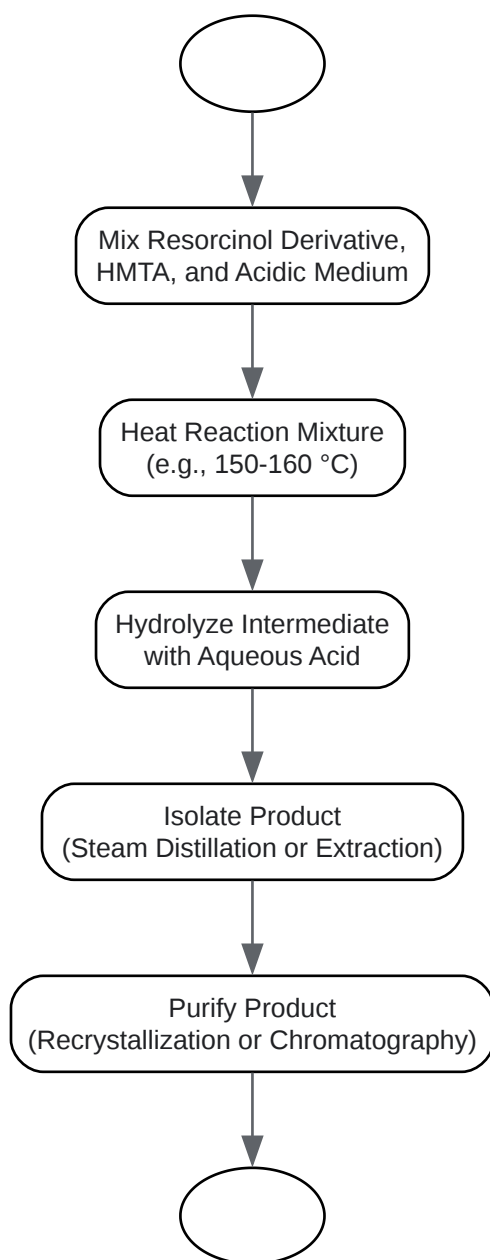 Mix Resorcinol Derivative,
HMTA, and Acidic Medium
Heat Reaction Mixture
(e.g., 150-160 °C)
Hydrolyze Intermediate
with Aqueous Acid
Isolate Product
(Steam Distillation or Extraction)
Purify Product
(Recrystallization or Chromatography)